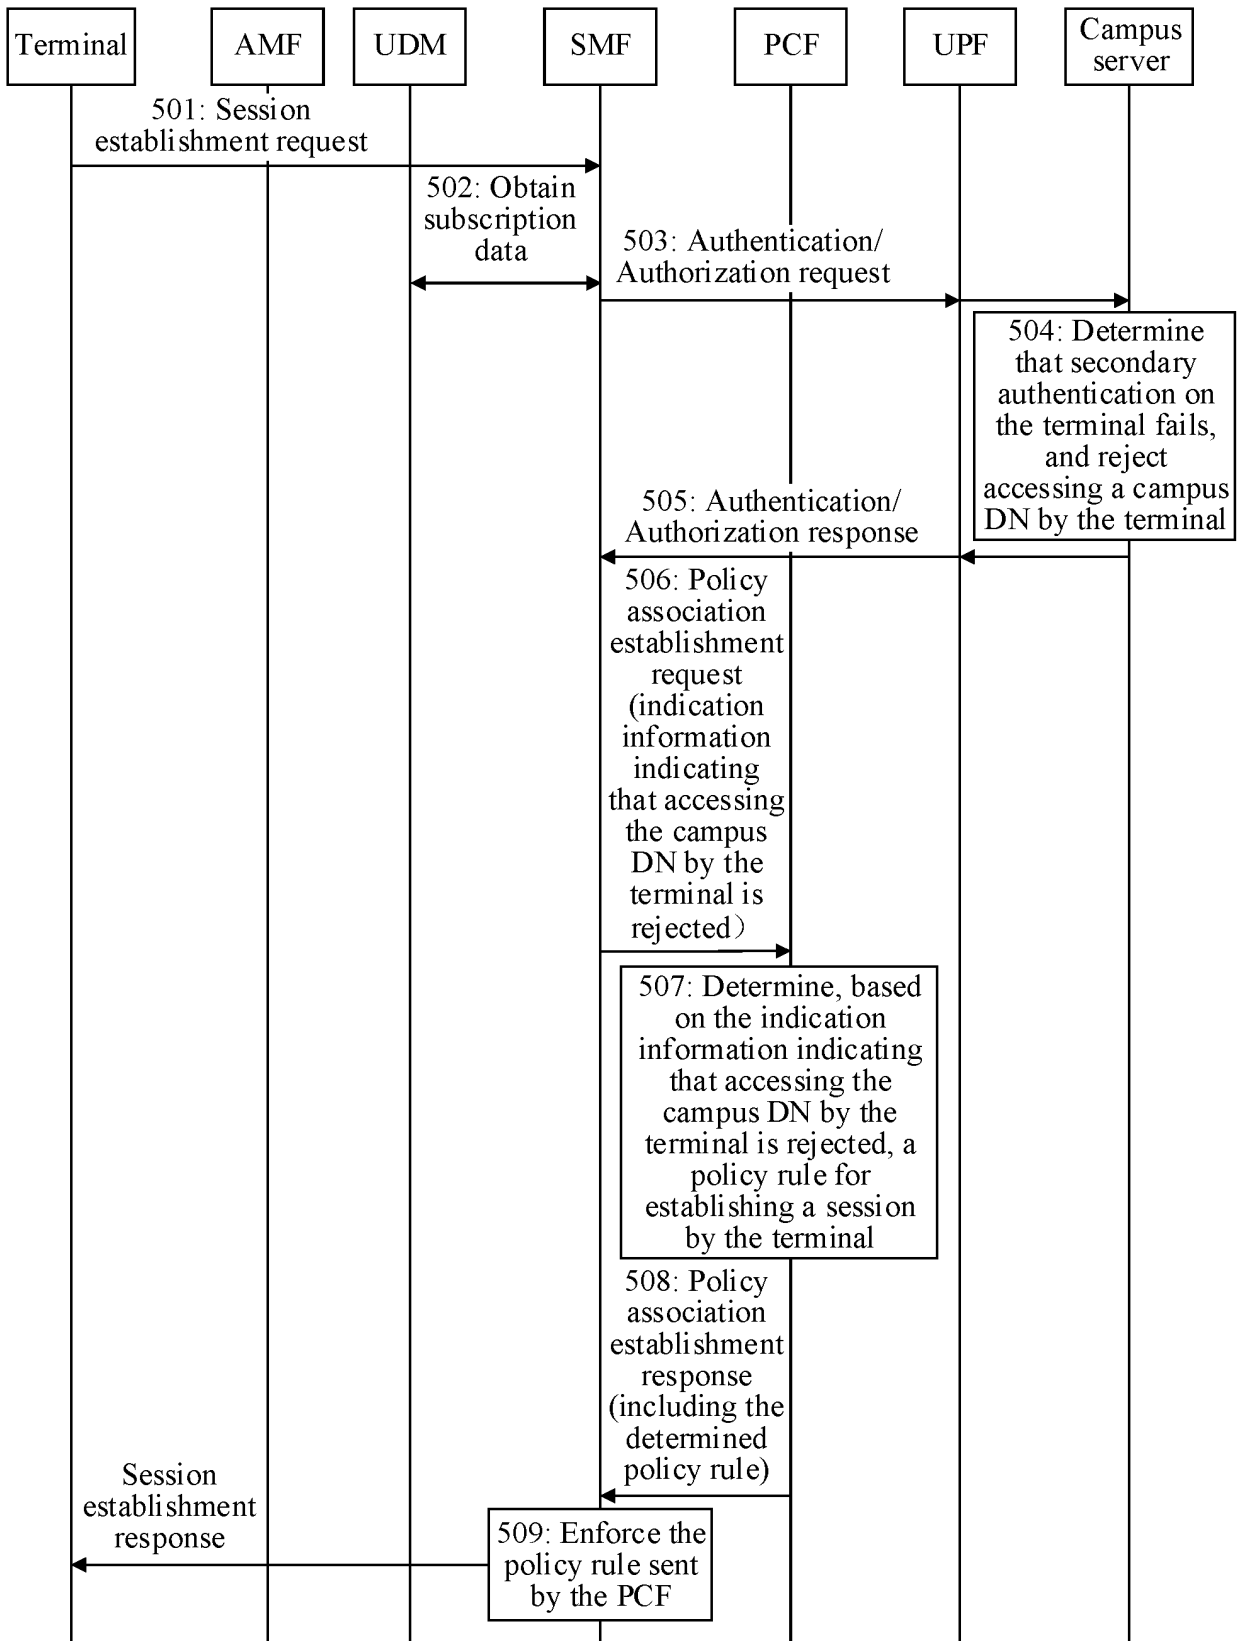 Terminal
AMF
UDM
SMF
PCF
UPF
Campus
server
501: Session
establishment request
502: Obtain
subscription
data
503: Authentication/
Authorization request
504: Determine
that secondary
authentication on
the terminal fails,
and reject
accessing a campus
DN by the terminal
505: Authentication/
Authorization response
506: Policy
association
establishment
request
(indication
information
indicating
that accessing
the campus
DN by the
terminal is
rejected）
507: Determine, based
on the indication
information indicating
that accessing the
campus DN by the
terminal is rejected, a
policy rule for
establishing a session
by the terminal
508: Policy
association
establishment
response
(including the
determined
policy rule)
Session
establishment
response
509: Enforce the
policy rule sent
by the PCF